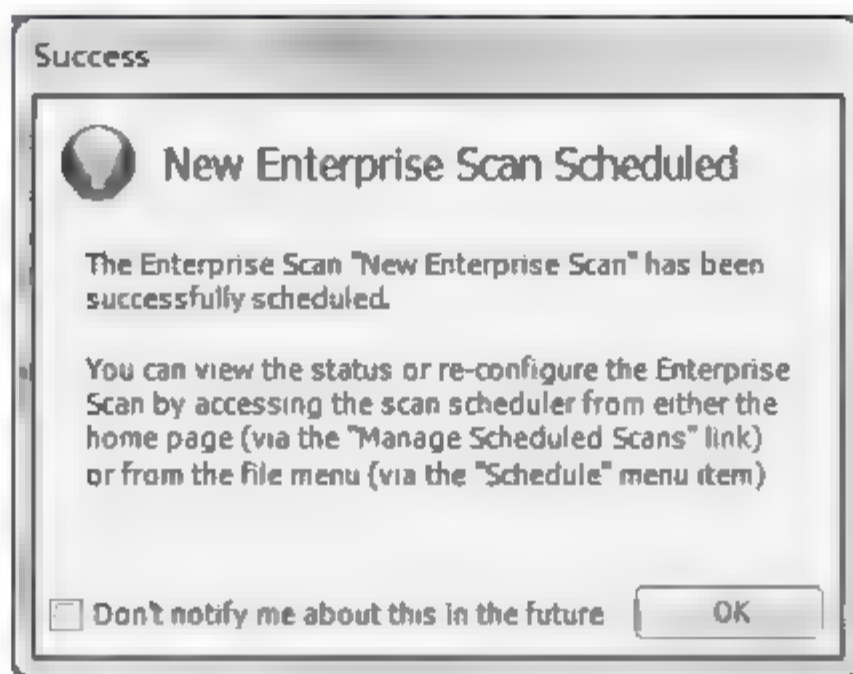 Success
New Enterprise Scan Scheduled
The Enterprise Scan "New Enterprise Scan" has been
successfully scheduled.
You can view the status or re-configure the Enterprise
Scan by accessing the scan scheduler from either the
home page (via the "Manage Scheduled Scans" link)
or from the file menu (via the "Schedule" menu item)
Don't notify me about this in the future
OK